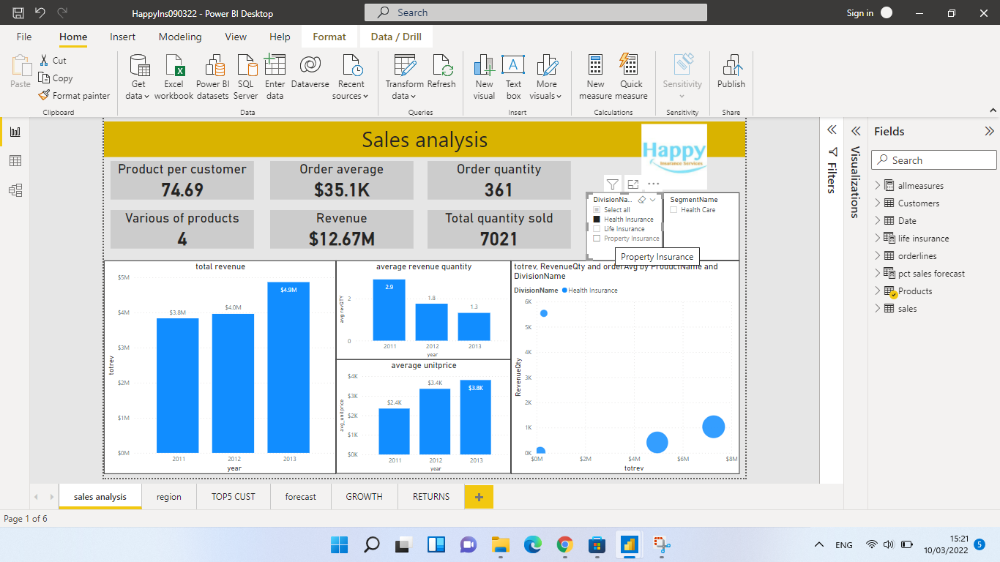 HappyIns090322 - Power BI Desktop
Search
Sign in
File
Home
Insert
Modeling
View
Help
Format
Data / Drill
Paste
Cut
Copy
Format painter
Clipboard
Get data
Excel workbook
Power BI datasets
SQL Server
Enter data
Dataverse
Recent sources
Data
Transform data
Refresh
Queries
New visual
Text box
More visuals
Insert
New measure
Quick measure
Calculations
Sensitivity
Sensitivity
Publish
Share
Sales analysis
Happy
Insurance Services
Product per customer
74.69
Order average
$35.1K
Order quantity
361
Various of products
4
Revenue
$12.67M
Total quantity sold
7021
DivisionNa...
Select all
Health Insurance
Life Insurance
Property Insurance
SegmentName
Health Care
Property Insurance
total revenue
$5M
$4M
$3M
$2M
$1M
$0M
totrev
$3.8M
$4.0M
$4.9M
2011
2012
2013
year
average revenue quantity
avg revQTY
2
0
2.9
1.8
1.3
2011
2012
2013
year
average unitprice
avg_unitprice
$4K
$3K
$2K
$1K
$0K
$2.4K
$3.4K
$3.8K
2011
2012
2013
year
totrev, RevenueQty and orderAvg by ProductName and
DivisionName
DivisionName Health Insurance
RevenueQty
6K
5K
4K
3K
2K
1K
0K
$0M
$2M
$4M
$6M
$8M
totrev
Filters
Visualizations
Fields
Search
allmeasures
Customers
Date
life insurance
orderlines
pct sales forecast
Products
sales
sales analysis
region
TOP5 CUST
forecast
GROWTH
RETURNS
Page 1 of 6
ENG
15:21
10/03/2022
5